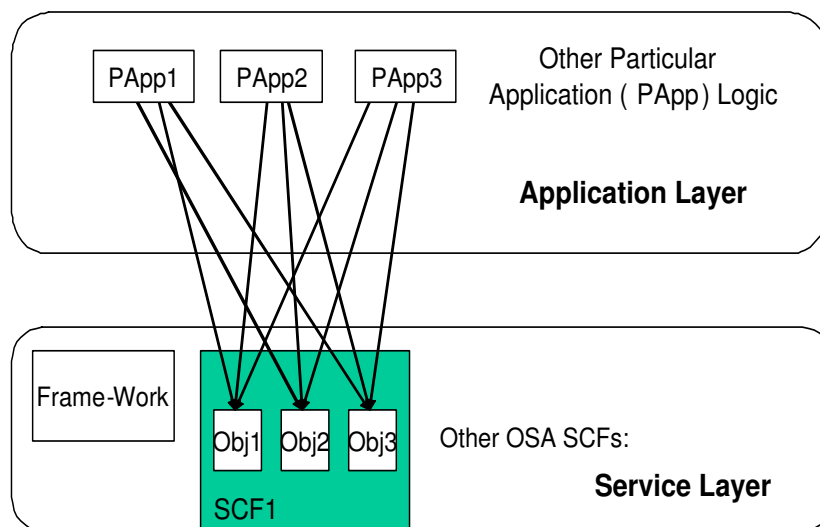 PApp1
PApp2
PApp3
Other Particular
Application ( PApp) Logic
Application Layer
Frame-Work
Obj1
Obj2
Obj3
SCF1
Other OSA SCFs:
Service Layer